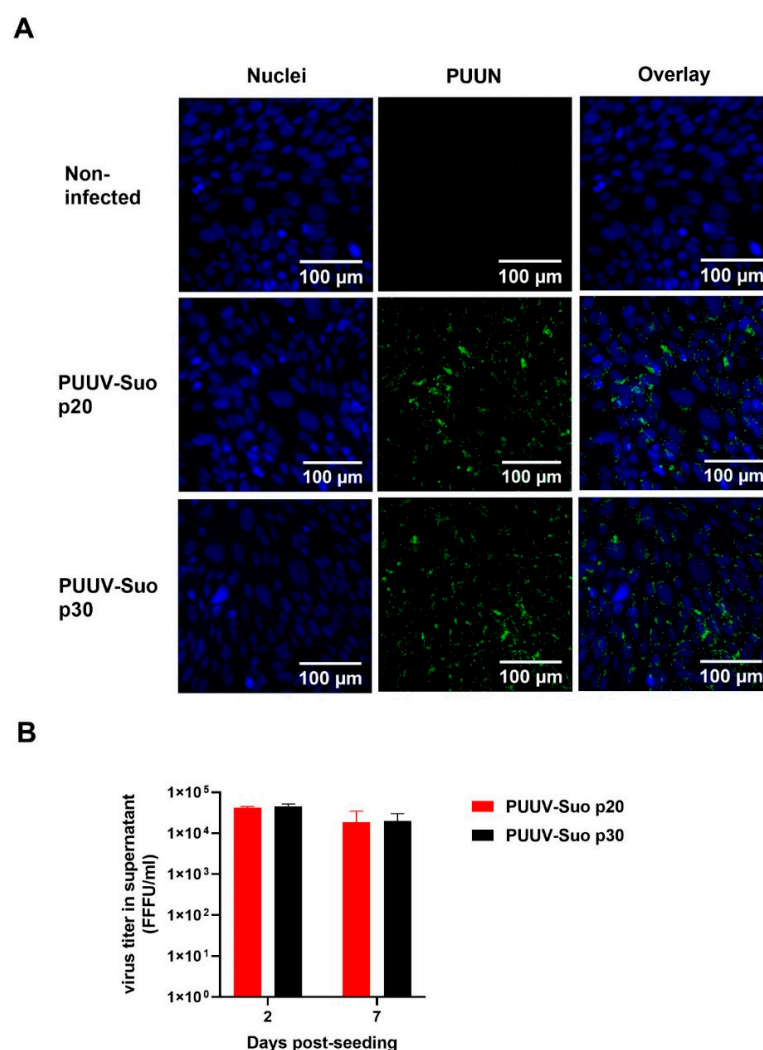 A
Nuclei PUUN Overlay
Non-
infected
100 µm 100 µm 100 µm
PUUV-Suo
p20
100 µm 100 µm 100 µm
PUUV-Suo
p30
100 µm 100 µm 100 µm
B
virus titer in supernatant
(FFFU/ml)
1×10⁵
1×10⁴
1×10³
1×10²
1×10¹
1×10⁰
2 7
Days post-seeding
PUUV-Suo p20
PUUV-Suo p30